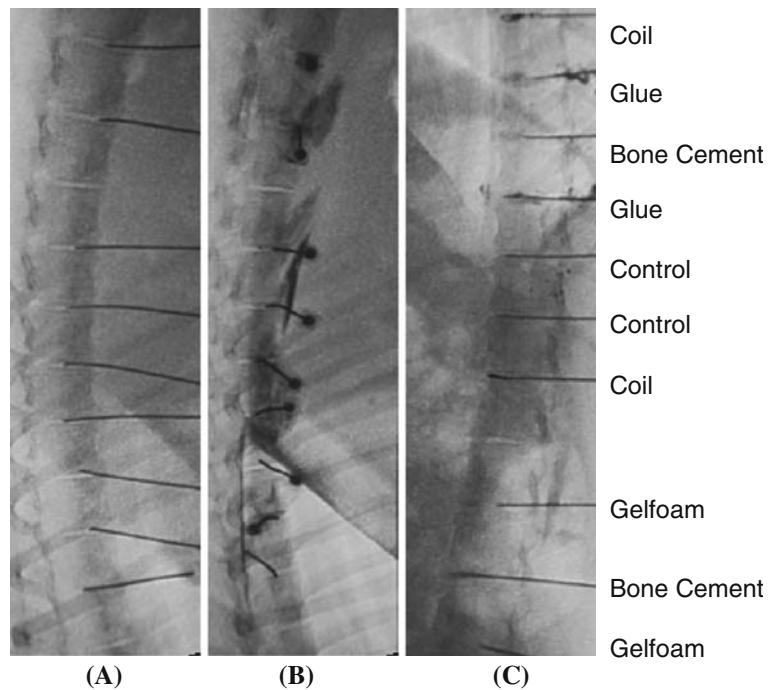 Coil
Glue
Bone Cement
Glue
Control
Control
Coil
Gelfoam
Bone Cement
Gelfoam
(A) (B) (C)